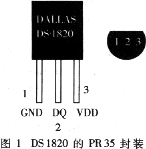 DALLAS
DS1820
1 2 3
1
3
GND DQ VDD
2
图 1 DS1820 的 PR35 封装